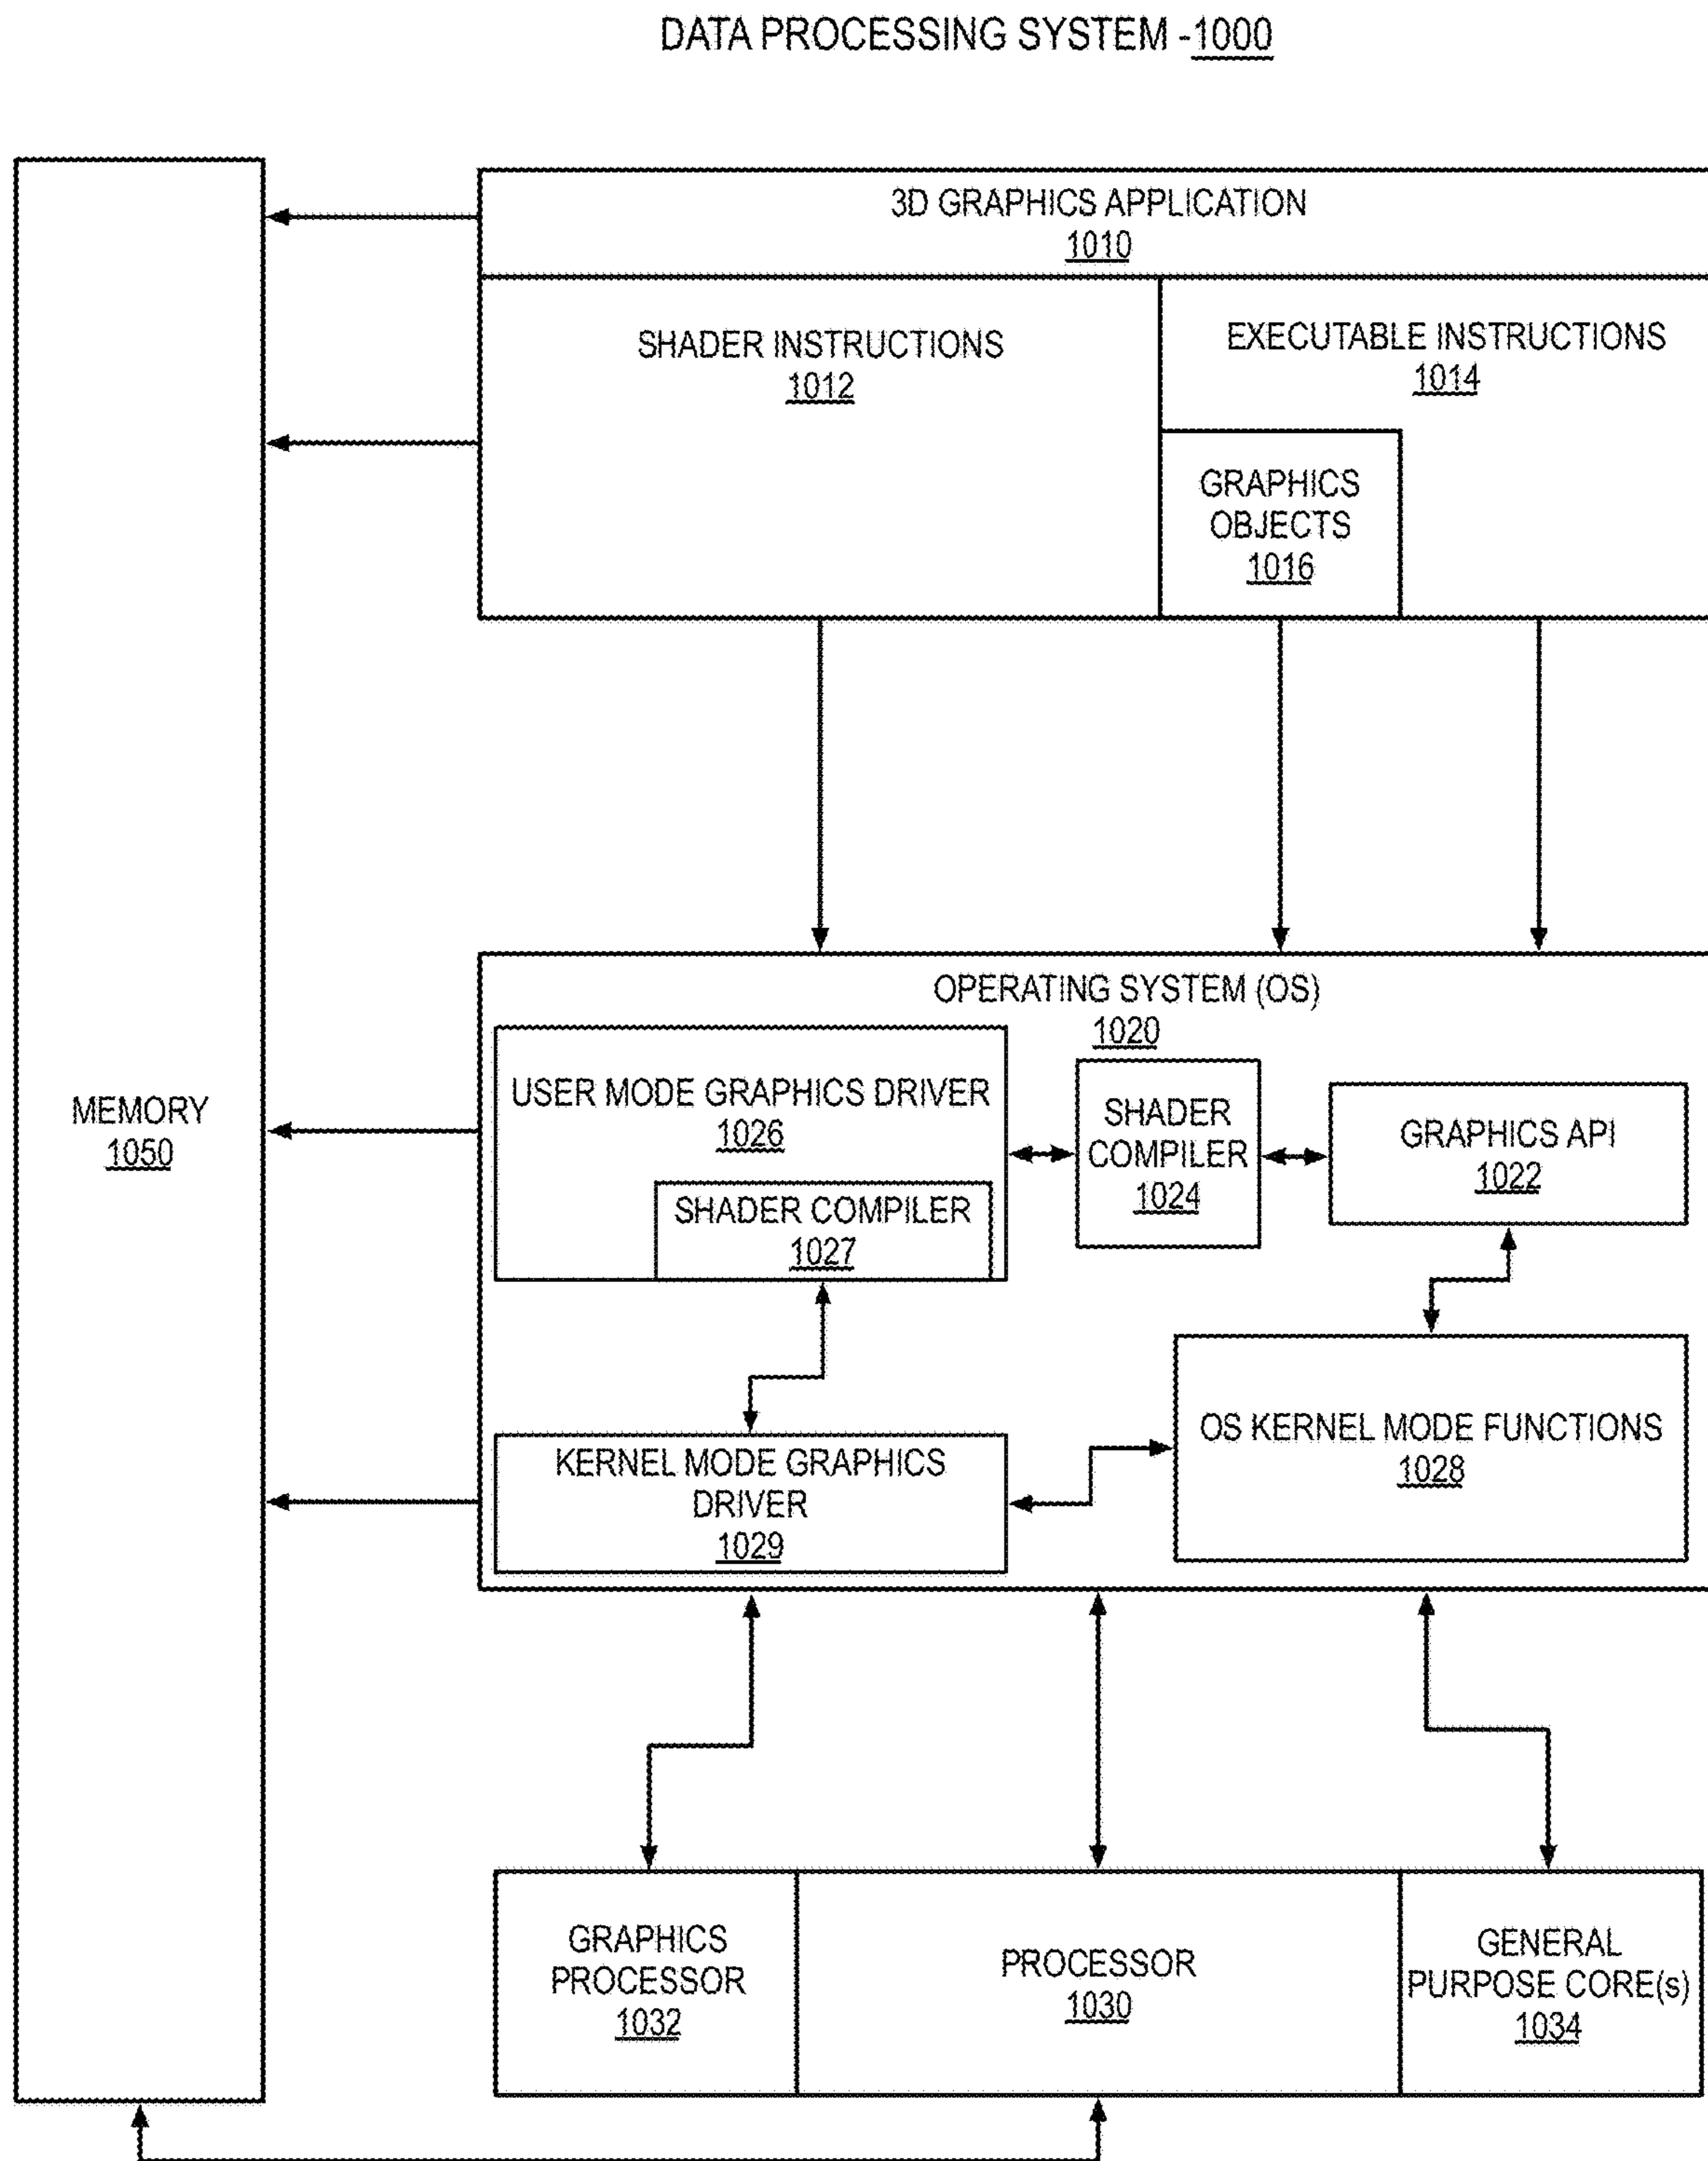 DATA PROCESSING SYSTEM -1000
3D GRAPHICS APPLICATION
1010
SHADER INSTRUCTIONS
1012
EXECUTABLE INSTRUCTIONS
1014
GRAPHICS
OBJECTS
1016
MEMORY
1050
OPERATING SYSTEM (OS)
1020
USER MODE GRAPHICS DRIVER
1026
SHADER COMPILER
1027
SHADER
COMPILER
1024
GRAPHICS API
1022
KERNEL MODE GRAPHICS
DRIVER
1029
OS KERNEL MODE FUNCTIONS
1028
GRAPHICS
PROCESSOR
1032
PROCESSOR
1030
GENERAL
PURPOSE CORE(s)
1034